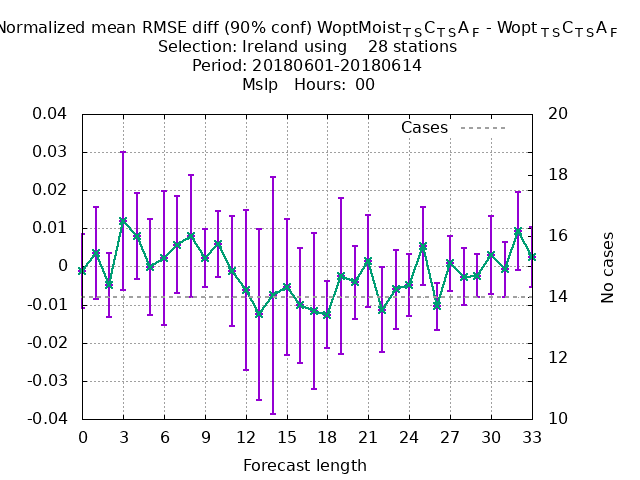 Normalized mean RMSE diff (90% conf) WoptMoist T S C T S A F - Wopt T S C T S A F
Selection: Ireland using 28 stations
Period: 20180601-20180614
Mslp Hours: 00
Cases
0.04
0.03
0.02
0.01
0
-0.01
-0.02
-0.03
-0.04
20
18
16
14
12
10
No cases
0 3 6 9 12 15 18 21 24 27 30 33
Forecast length